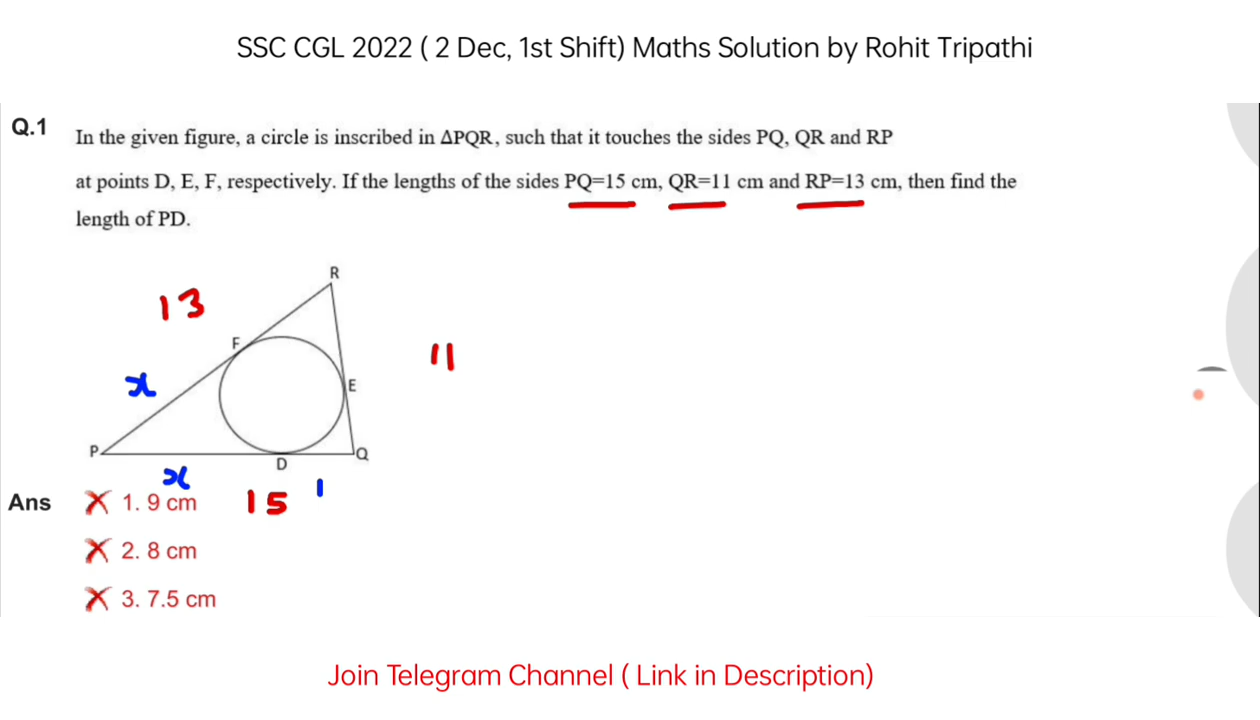 SSC CGL 2022 ( 2 Dec, 1st Shift) Maths Solution by Rohit Tripathi
Q.1
In the given figure, a circle is inscribed in ΔPQR, such that it touches the sides PQ, QR and RP
at points D, E, F, respectively. If the lengths of the sides PQ=15 cm, QR=11 cm and RP=13 cm, then find the
length of PD.
R
13
F
11
x
E
P
Q
D
x
Ans
1. 9 cm
15
2. 8 cm
3. 7.5 cm
Join Telegram Channel ( Link in Description)